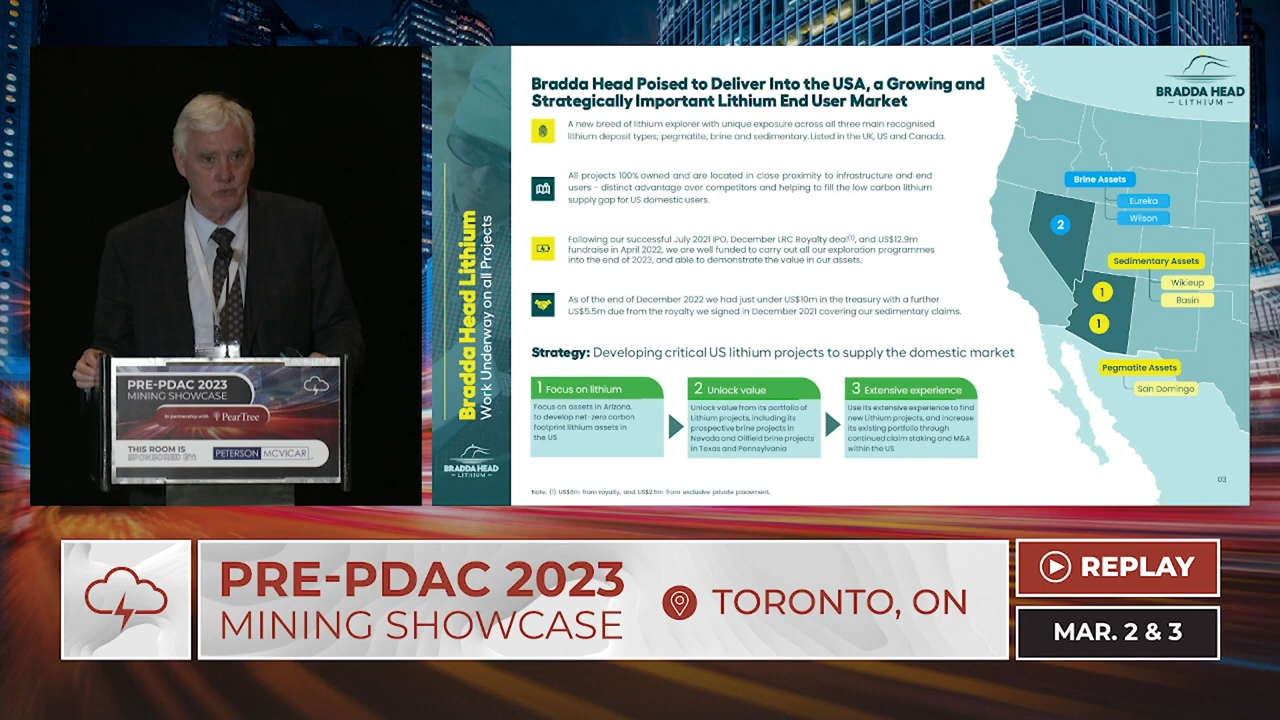 PRE-PDAC 2023
MINING SHOWCASE
in partnership with PearTree
THIS ROOM IS
SPONSORED BY:
PETERSON MCVICAR
Bradda Head Lithium
Work Underway on all Projects
BRADDA HEAD
LITHIUM
Bradda Head Poised to Deliver Into the USA, a Growing and
Strategically Important Lithium End User Market
A new breed of lithium explorer with unique exposure across all three main recognised
lithium deposit types; pegmatite, brine and sedimentary. Listed in the UK, US and Canada.
All projects 100% owned and are located in close proximity to infrastructure and end
users - distinct advantage over competitors and helping to fill the low carbon lithium
supply gap for US domestic users.
Following our successful July 2021 IPO, December LRC Royalty deal(1), and US$12.9m
fundraise in April 2022, we are well funded to carry out all our exploration programmes
into the end of 2023, and able to demonstrate the value in our assets.
As of the end of December 2022 we had just under US$10m in the treasury with a further
US$5.5m due from the royalty we signed in December 2021 covering our sedimentary claims.
Strategy: Developing critical US lithium projects to supply the domestic market
1 Focus on lithium
Focus on assets in Arizona,
to develop net-zero carbon
footprint lithium assets in
the US
2 Unlock value
Unlock value from its portfolio of
Lithium projects, including its
prospective brine projects in
Nevada and Oilfield brine projects
in Texas and Pennsylvania
3 Extensive experience
Use its extensive experience to find
new Lithium projects, and increase
its existing portfolio through
continued claim staking and M&A
within the US
Note: (1) US$6m from royalty, and US$2.5m from exclusive private placement.
BRADDA HEAD
LITHIUM
Brine Assets
Eureka
Wilson
2
Sedimentary Assets
Wikieup
Basin
1
1
Pegmatite Assets
San Domingo
03
PRE-PDAC 2023
MINING SHOWCASE
TORONTO, ON
REPLAY
MAR. 2 & 3